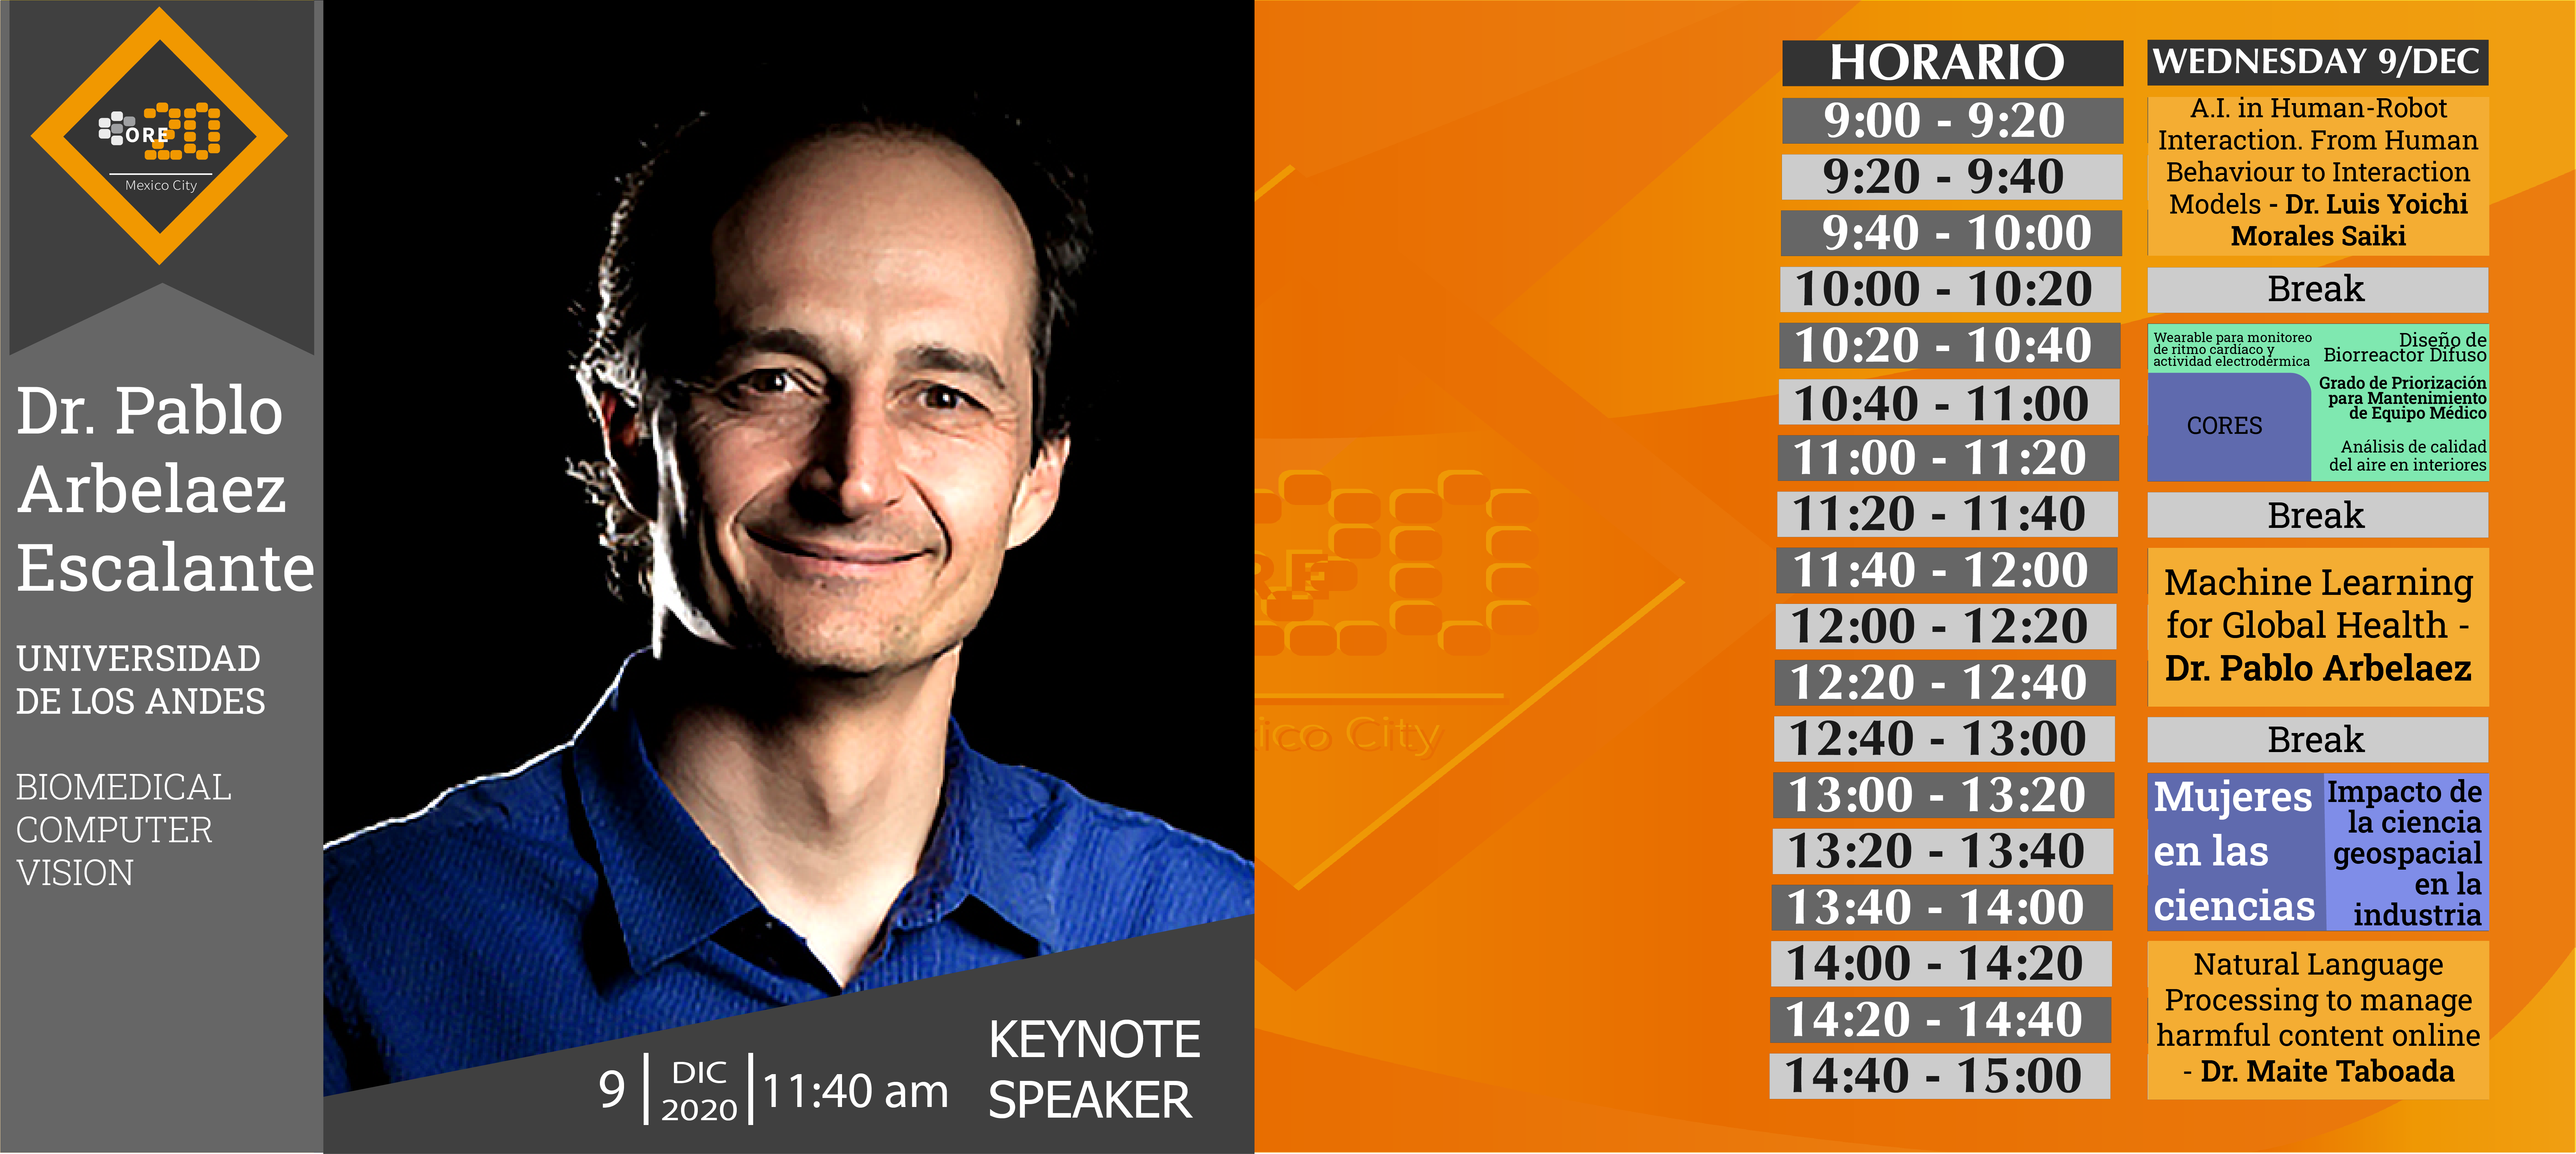 ORE 20
Mexico City
Dr. Pablo
Arbelaez
Escalante
UNIVERSIDAD
DE LOS ANDES
BIOMEDICAL
COMPUTER
VISION
9
DIC
2020
11:40 am
KEYNOTE
SPEAKER
RE
ico City
HORARIO
9:00 - 9:20
9:20 - 9:40
9:40 - 10:00
10:00 - 10:20
10:20 - 10:40
10:40 - 11:00
11:00 - 11:20
11:20 - 11:40
11:40 - 12:00
12:00 - 12:20
12:20 - 12:40
12:40 - 13:00
13:00 - 13:20
13:20 - 13:40
13:40 - 14:00
14:00 - 14:20
14:20 - 14:40
14:40 - 15:00
WEDNESDAY 9/DEC
A.I. in Human-Robot
Interaction. From Human
Behaviour to Interaction
Models - Dr. Luis Yoichi
Morales Saiki
Break
Wearable para monitoreo
de ritmo cardíaco y
actividad electrodérmica
CORES
Diseño de
Biorreactor Difuso
Grado de Priorización
para Mantenimiento
de Equipo Médico
Análisis de calidad
del aire en interiores
Break
Machine Learning
for Global Health -
Dr. Pablo Arbelaez
Break
Mujeres
en las
ciencias
Impacto de
la ciencia
geospacial
en la
industria
Natural Language
Processing to manage
harmful content online
- Dr. Maite Taboada